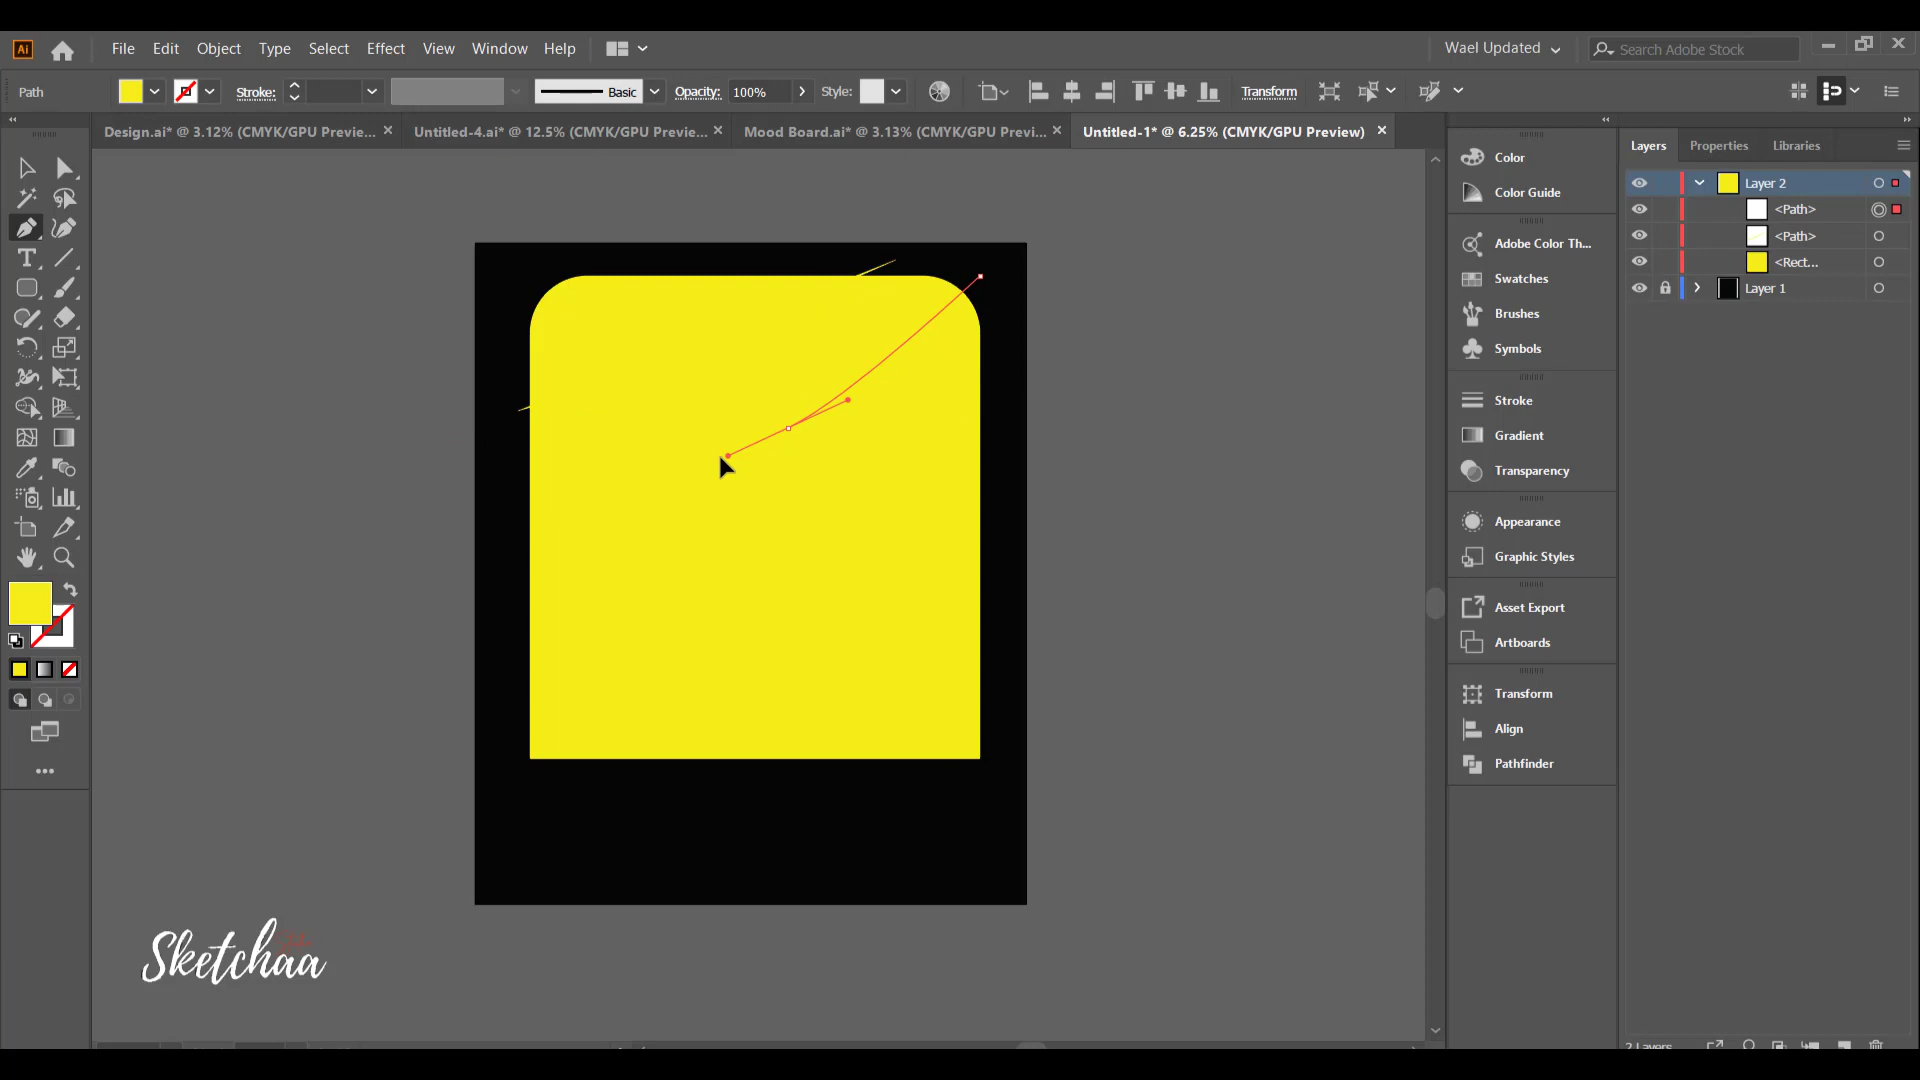 Ai File Edit Object Type Select Effect View Window Help Wael Updated Search Adobe Stock
Path Stroke: Basic Opacity: 100% Style: Transform
Design.ai* @ 3.12% (CMYK/GPU Previe... Untitled-4.ai* @ 12.5% (CMYK/GPU Previe... Mood Board.ai* @ 3.13% (CMYK/GPU Previ... Untitled-1* @ 6.25% (CMYK/GPU Preview)
Color
Color Guide
Adobe Color Th...
Swatches
Brushes
Symbols
Stroke
Gradient
Transparency
Appearance
Graphic Styles
Asset Export
Artboards
Transform
Align
Pathfinder
Layers Properties Libraries
Layer 2
<Path>
<Path>
<Rect...
Layer 1
2 Layers
Sketchaa